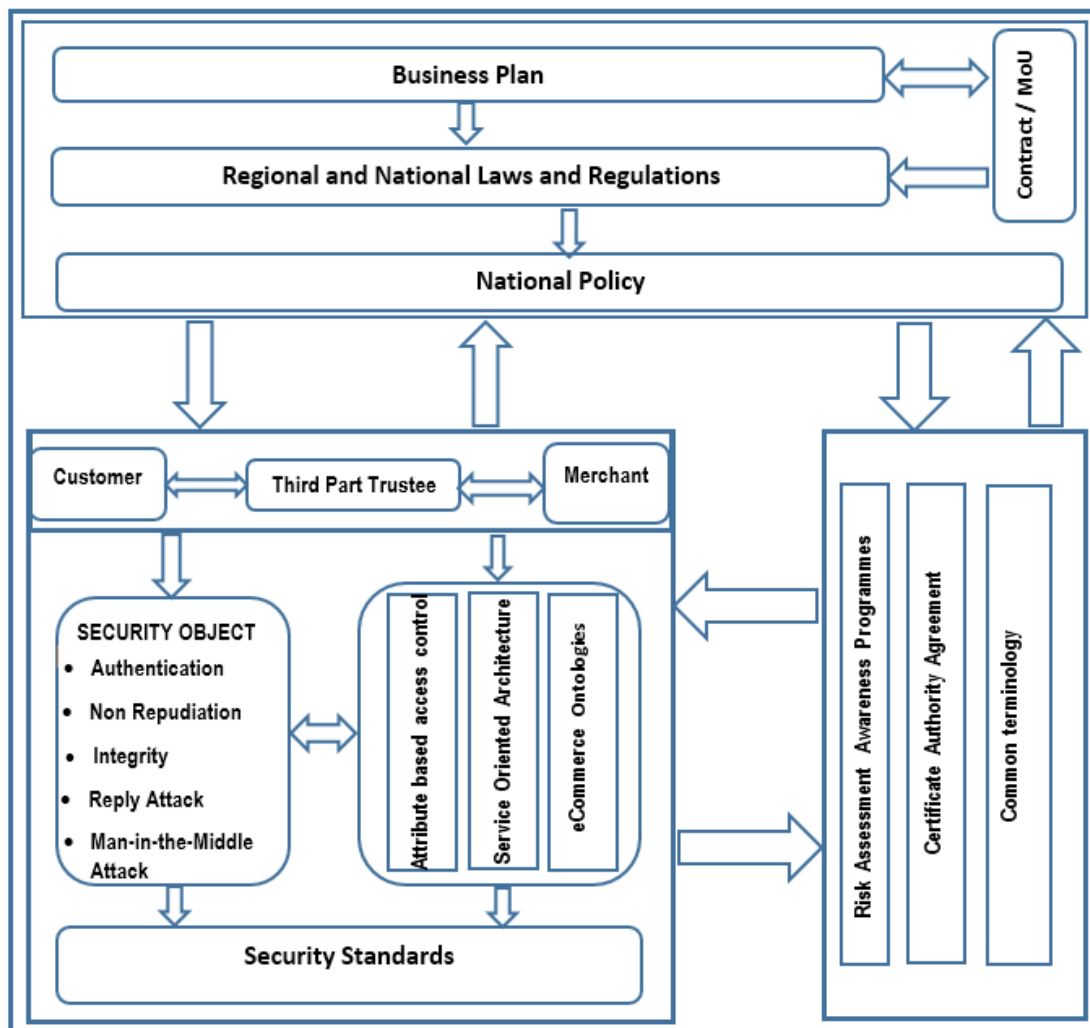 Business Plan
Contract / MoU
Regional and National Laws and Regulations
National Policy
Customer
Third Part Trustee
Merchant
SECURITY OBJECT
• Authentication
• Non Repudiation
• Integrity
• Reply Attack
• Man-in-the-Middle
Attack
Attribute based access control
Service Oriented Architecture
eCommerce Ontologies
Risk Assessment Awareness Programmes
Certificate Authority Agreement
Common terminology
Security Standards